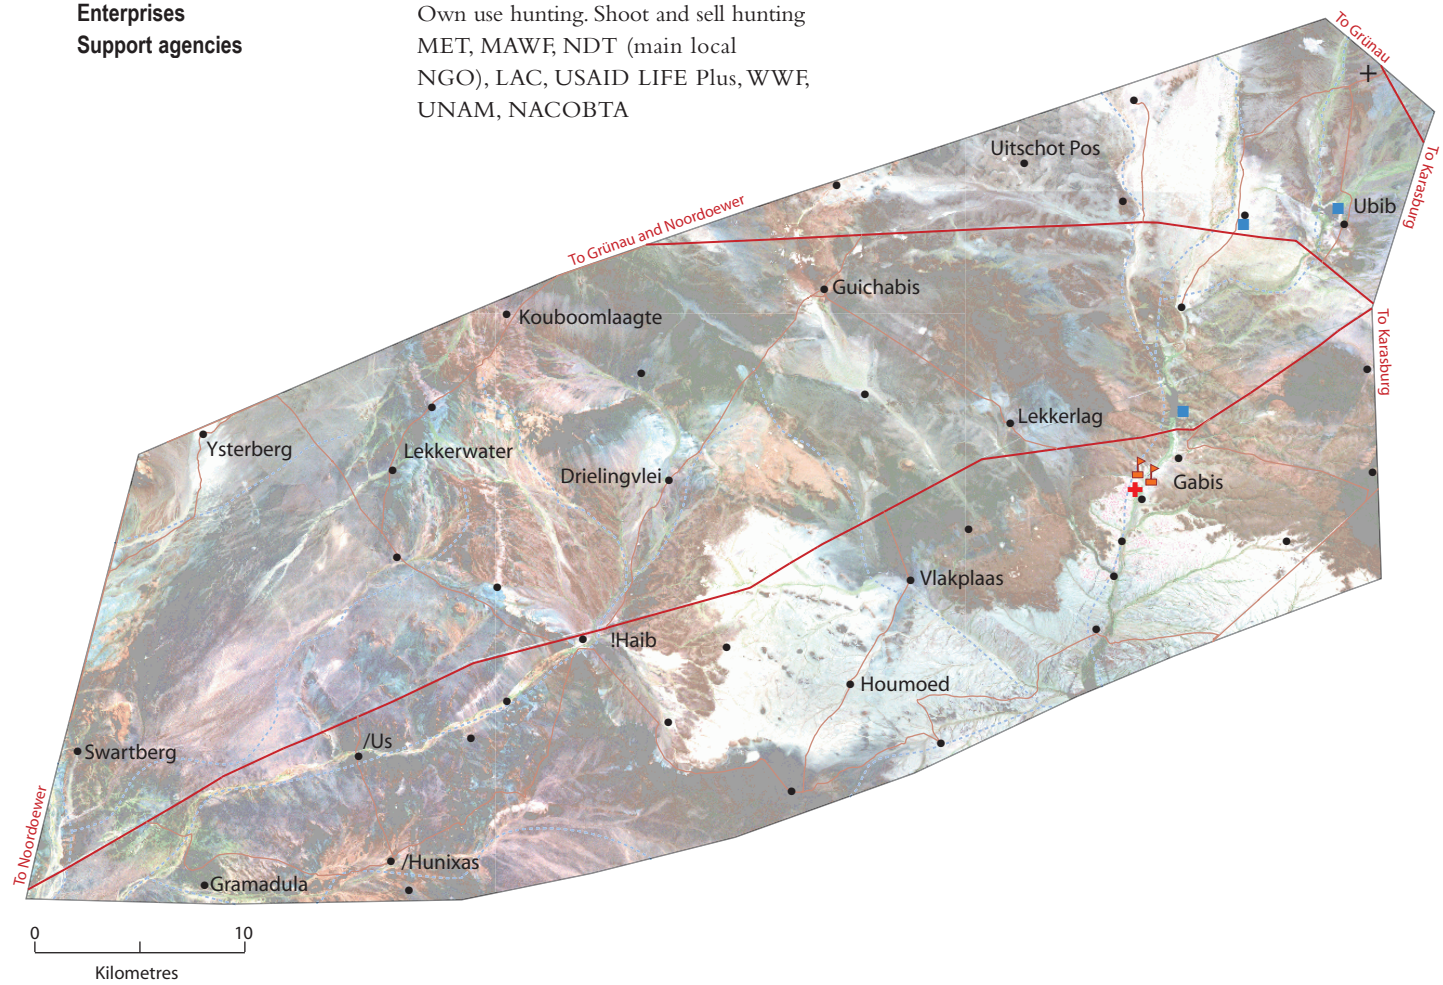 Enterprises Own use hunting. Shoot and sell hunting
Support agencies MET, MAWF, NDT (main local
NGO), LAC, USAID LIFE Plus, WWF,
UNAM, NACOBTA
To Grünau
To Karasburg
Uitschot Pos
Ubib
To Grünau and Noordoewer
Guichabis
Kouboomlaagte
To Karasburg
Lekkerlag
Ysterberg
Lekkerwater
Drielingvlei
Gabis
Vlakplaas
!Haib
Houmoed
/Us
Swartberg
To Noordoewer
/Hunixas
Gramadula
0 10
Kilometres